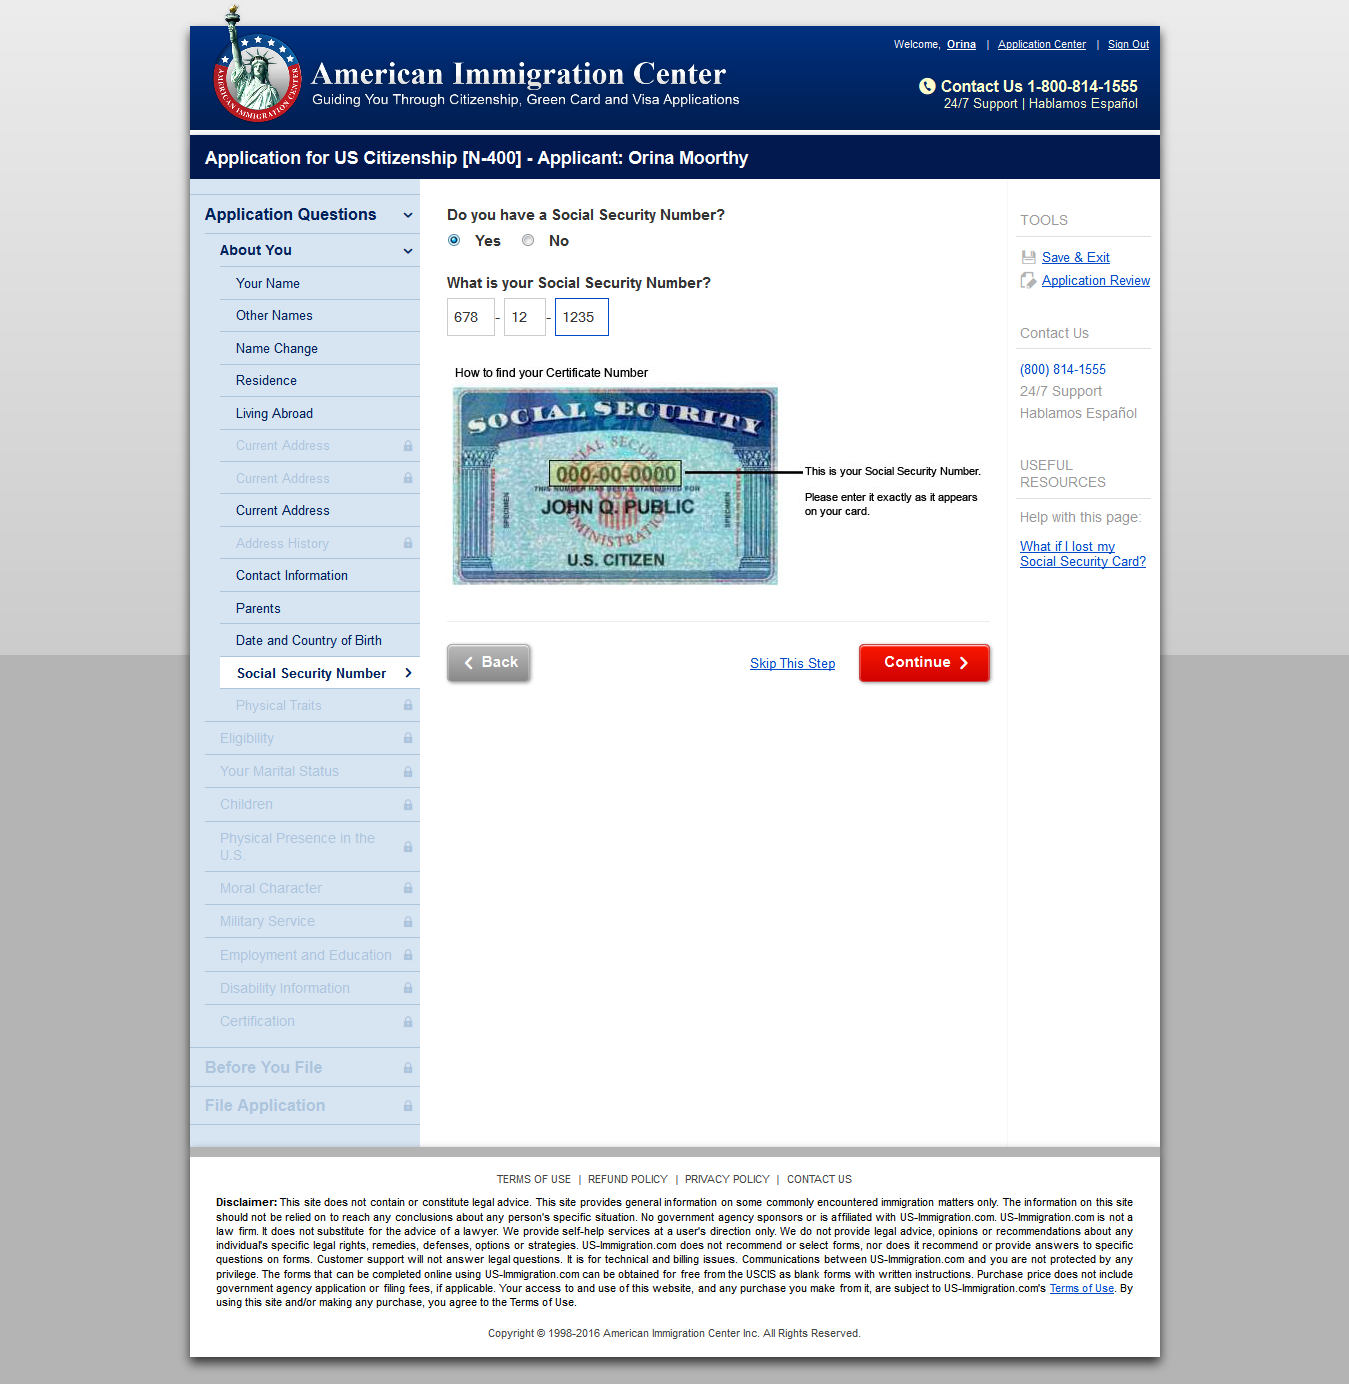 Welcome, Orina | Application Center | Sign Out
American Immigration Center
Guiding You Through Citizenship, Green Card and Visa Applications
AMERICAN IMMIGRATION CENTER
Contact Us 1-800-814-1555
24/7 Support | Hablamos Español
Application for US Citizenship [N-400] - Applicant: Orina Moorthy
Application Questions
About You
Your Name
Other Names
Name Change
Residence
Living Abroad
Current Address
Current Address
Current Address
Address History
Contact Information
Parents
Date and Country of Birth
Social Security Number
Physical Traits
Eligibility
Your Marital Status
Children
Physical Presence in the
U.S.
Moral Character
Military Service
Employment and Education
Disability Information
Certification
Before You File
File Application
Do you have a Social Security Number?
Yes No
What is your Social Security Number?
678 - 12 - 1235
How to find your Certificate Number
SOCIAL SECURITY
SOCIAL SECURITY
000-00-0000
THIS NUMBER HAS BEEN ESTABLISHED FOR
USA
JOHN Q. PUBLIC
ADMINISTRATION
SPECIMEN
SPECIMEN
U.S. CITIZEN
This is your Social Security Number.
Please enter it exactly as it appears
on your card.
Back
Skip This Step
Continue
TOOLS
Save & Exit
Application Review
Contact Us
(800) 814-1555
24/7 Support
Hablamos Español
USEFUL
RESOURCES
Help with this page:
What if I lost my
Social Security Card?
TERMS OF USE | REFUND POLICY | PRIVACY POLICY | CONTACT US
Disclaimer: This site does not contain or constitute legal advice. This site provides general information on some commonly encountered immigration matters only. The information on this site
should not be relied on to reach any conclusions about any person's specific situation. No government agency sponsors or is affiliated with US-Immigration.com. US-Immigration.com is not a
law firm. It does not substitute for the advice of a lawyer. We provide self-help services at a user's direction only. We do not provide legal advice, opinions or recommendations about any
individual's specific legal rights, remedies, defenses, options or strategies. US-Immigration.com does not recommend or select forms, nor does it recommend or provide answers to specific
questions on forms. Customer support will not answer legal questions. It is for technical and billing issues. Communications between US-Immigration.com and you are not protected by any
privilege. The forms that can be completed online using US-Immigration.com can be obtained for free from the USCIS as blank forms with written instructions. Purchase price does not include
government agency application or filing fees, if applicable. Your access to and use of this website, and any purchase you make from it, are subject to US-Immigration.com's Terms of Use. By
using this site and/or making any purchase, you agree to the Terms of Use.
Copyright © 1998-2016 American Immigration Center Inc. All Rights Reserved.